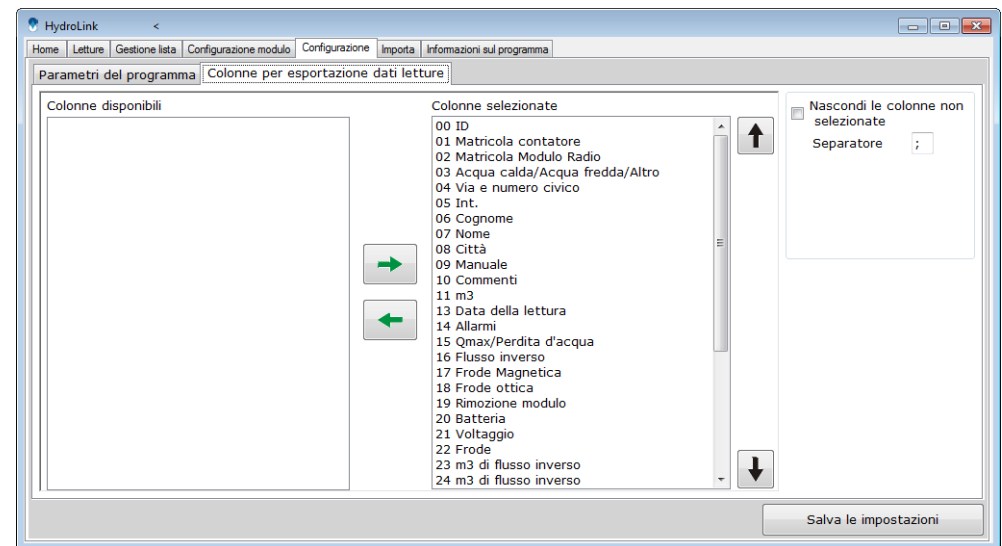 HydroLink <
Home Letture Gestione lista Configurazione modulo Configurazione Importa Informazioni sul programma
Parametri del programma Colonne per esportazione dati letture
Colonne disponibili
Colonne selezionate
00 ID
01 Matricola contatore
02 Matricola Modulo Radio
03 Acqua calda/Acqua fredda/Altro
04 Via e numero civico
05 Int.
06 Cognome
07 Nome
08 Città
09 Manuale
10 Commenti
11 m3
13 Data della lettura
14 Allarmi
15 Qmax/Perdita d'acqua
16 Flusso inverso
17 Frode Magnetica
18 Frode ottica
19 Rimozione modulo
20 Batteria
21 Voltaggio
22 Frode
23 m3 di flusso inverso
24 m3 di flusso inverso
Nascondi le colonne non
selezionate
Separatore ;
Salva le impostazioni